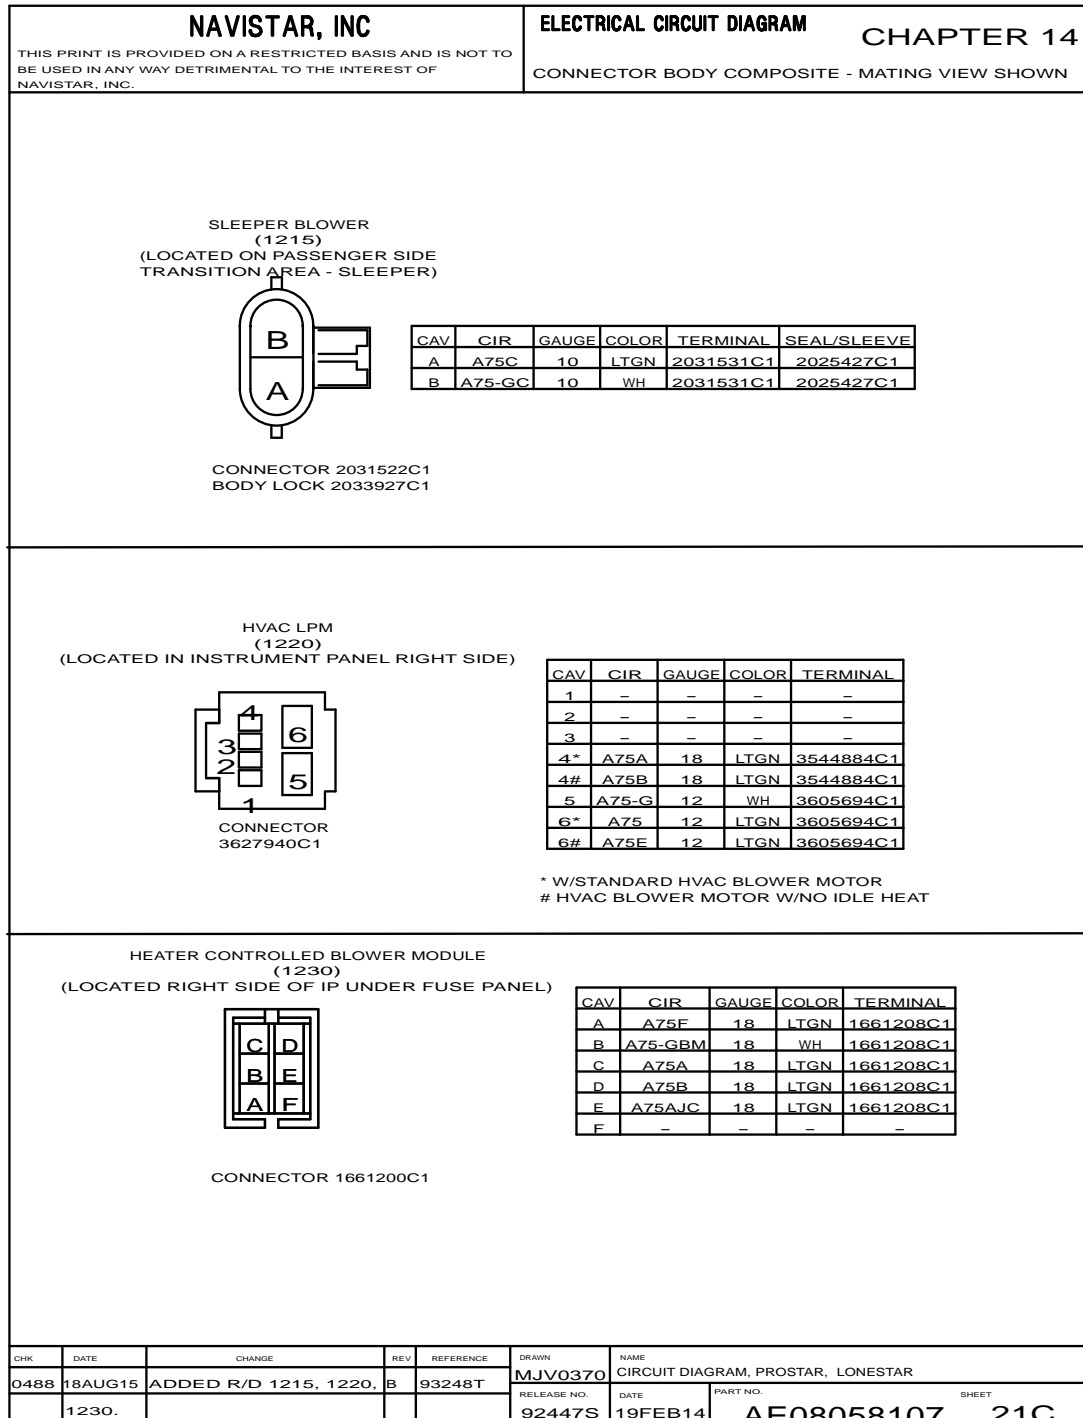 NAVISTAR, INC
THIS PRINT IS PROVIDED ON A RESTRICTED BASIS AND IS NOT TO
BE USED IN ANY WAY DETRIMENTAL TO THE INTEREST OF
NAVISTAR, INC.
ELECTRICAL CIRCUIT DIAGRAM
CHAPTER 14
CONNECTOR BODY COMPOSITE - MATING VIEW SHOWN
SLEEPER BLOWER
(1215)
(LOCATED ON PASSENGER SIDE
TRANSITION AREA - SLEEPER)
B
A
CAV CIR GAUGE COLOR TERMINAL SEAL/SLEEVE
A A75C 10 LTGN 2031531C1 2025427C1
B A75-GC 10 WH 2031531C1 2025427C1
CONNECTOR 2031522C1
BODY LOCK 2033927C1
HVAC LPM
(1220)
(LOCATED IN INSTRUMENT PANEL RIGHT SIDE)
4
3 6
2 5
1
CONNECTOR
3627940C1
CAV CIR GAUGE COLOR TERMINAL
1 – – – –
2 – – – –
3 – – – –
4* A75A 18 LTGN 3544884C1
4# A75B 18 LTGN 3544884C1
5 A75-G 12 WH 3605694C1
6* A75 12 LTGN 3605694C1
6# A75E 12 LTGN 3605694C1
* W/STANDARD HVAC BLOWER MOTOR
# HVAC BLOWER MOTOR W/NO IDLE HEAT
HEATER CONTROLLED BLOWER MODULE
(1230)
(LOCATED RIGHT SIDE OF IP UNDER FUSE PANEL)
C D
B E
A F
CONNECTOR 1661200C1
CAV CIR GAUGE COLOR TERMINAL
A A75F 18 LTGN 1661208C1
B A75-GBM 18 WH 1661208C1
C A75A 18 LTGN 1661208C1
D A75B 18 LTGN 1661208C1
E A75AJC 18 LTGN 1661208C1
F – – – –
CHK DATE CHANGE REV REFERENCE
0488 18AUG15 ADDED R/D 1215, 1220, B 93248T
1230.
DRAWN
MJV0370
NAME
CIRCUIT DIAGRAM, PROSTAR, LONESTAR
RELEASE NO.
92447S
DATE
19FEB14
PART NO.
AE08058107
SHEET
21C